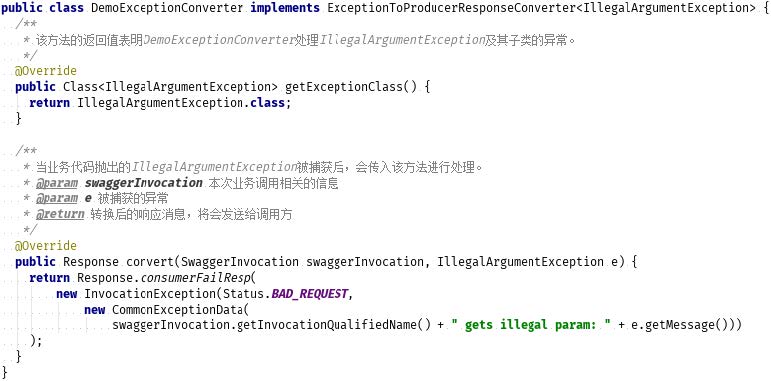 public class DemoExceptionConverter implements ExceptionToProducerResponseConverter<IllegalArgumentException> {
  /**
   * 该方法的返回值表明DemoExceptionConverter处理IllegalArgumentException及其子类的异常。
   */
  @Override
  public Class<IllegalArgumentException> getExceptionClass() {
    return IllegalArgumentException.class;
  }

  /**
   * 当业务代码抛出的IllegalArgumentException被捕获后，会传入该方法进行处理。
   * @param swaggerInvocation 本次业务调用相关的信息
   * @param e 被捕获的异常
   * @return 转换后的响应消息，将会发送给调用方
   */
  @Override
  public Response convert(SwaggerInvocation swaggerInvocation, IllegalArgumentException e) {
    return Response.consumerFailResp(
        new InvocationException(Status.BAD_REQUEST,
            new CommonExceptionData(
                swaggerInvocation.getInvocationQualifiedName() + " gets illegal param: " + e.getMessage()))
    );
  }
}